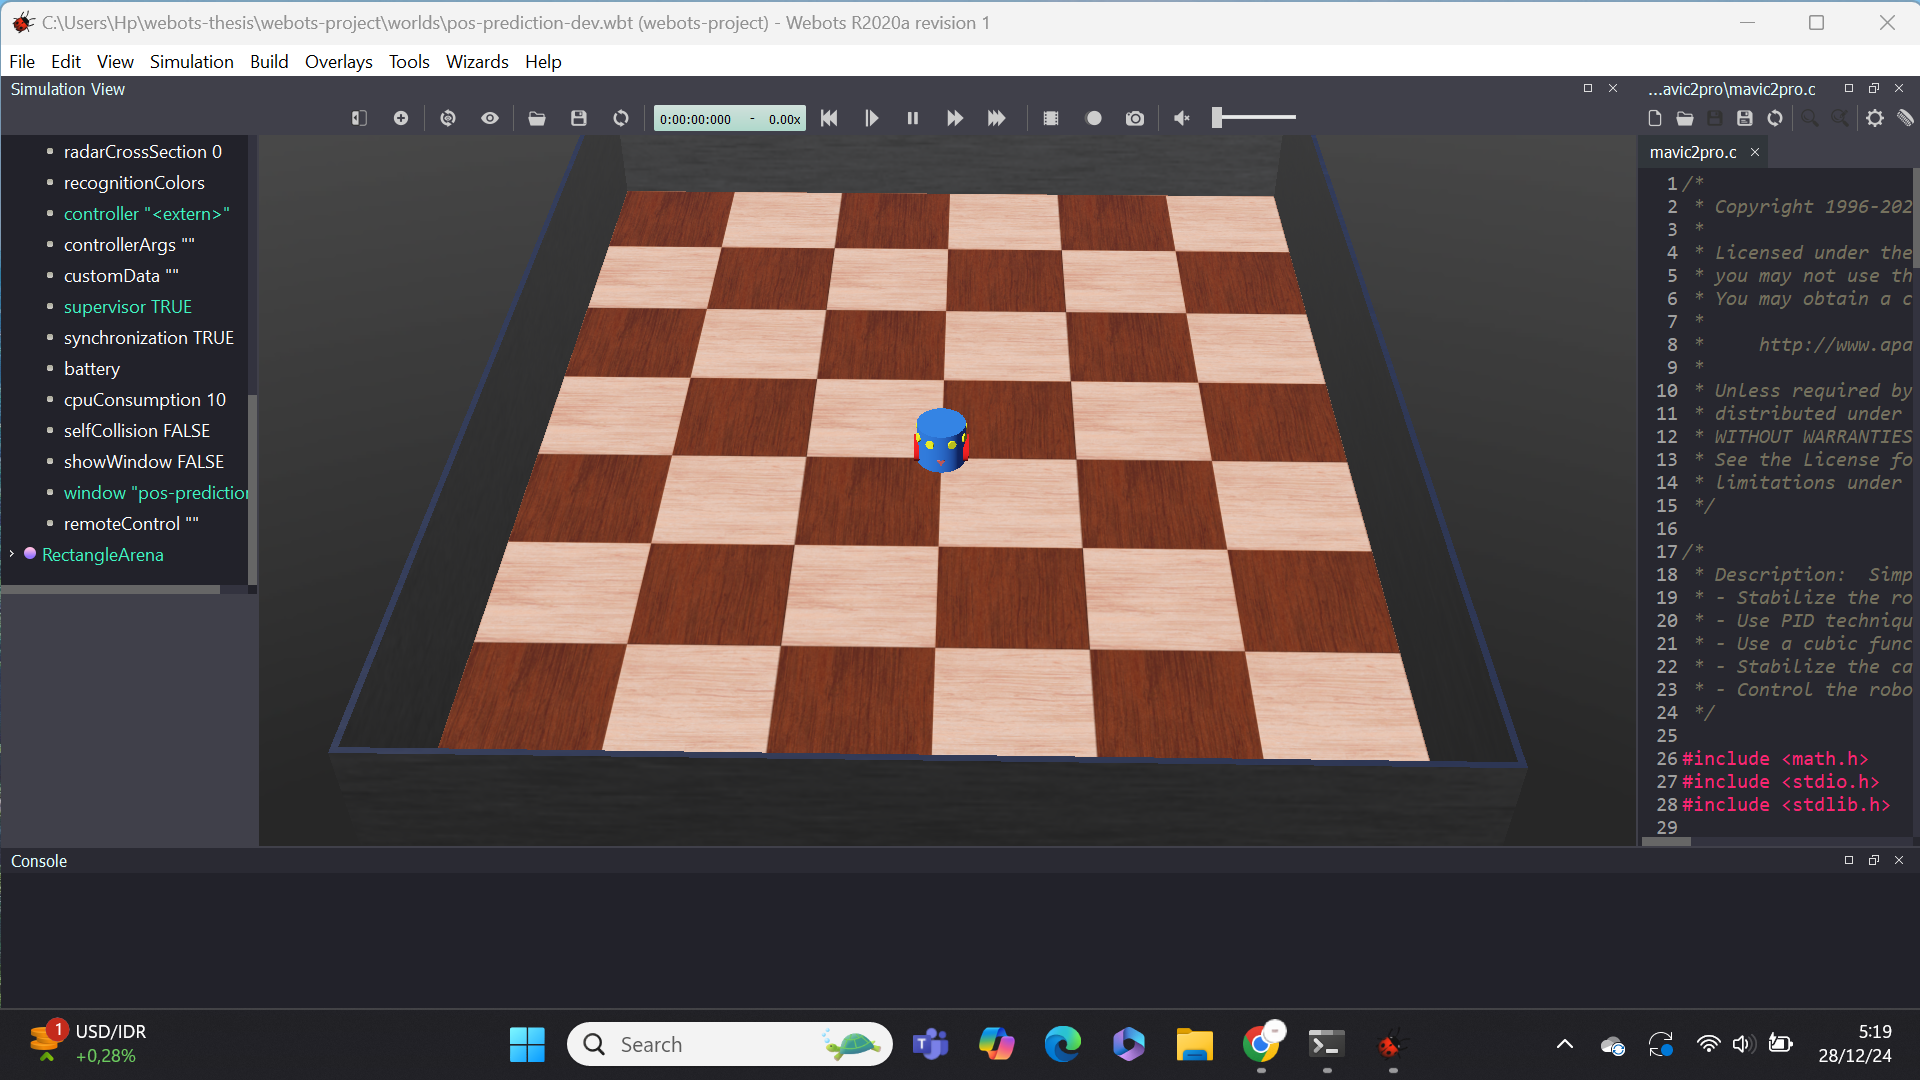 C:\Users\Hp\webots-thesis\webots-project\worlds\pos-prediction-dev.wbt (webots-project) - Webots R2020a revision 1
File Edit View Simulation Build Overlays Tools Wizards Help
Simulation View
...avic2pro\mavic2pro.c
0:00:00:000 - 0.00x
mavic2pro.c
radarCrossSection 0
recognitionColors
controller "<extern>"
controllerArgs ""
customData ""
supervisor TRUE
synchronization TRUE
battery
cpuConsumption 10
selfCollision FALSE
showWindow FALSE
window "pos-prediction
remoteControl ""
RectangleArena
1 /*
2 * Copyright 1996-202
3 *
4 * Licensed under the
5 * you may not use th
6 * You may obtain a c
7 *
8 * http://www.apa
9 *
10 * Unless required by
11 * distributed under
12 * WITHOUT WARRANTIES
13 * See the License fo
14 * limitations under
15 */
16
17 /*
18 * Description: Simp
19 * - Stabilize the ro
20 * - Use PID techniqu
21 * - Use a cubic func
22 * - Stabilize the ca
23 * - Control the robo
24 */
25
26 #include <math.h>
27 #include <stdio.h>
28 #include <stdlib.h>
29
Console
1
USD/IDR
+0,28%
Search
5:19
28/12/24